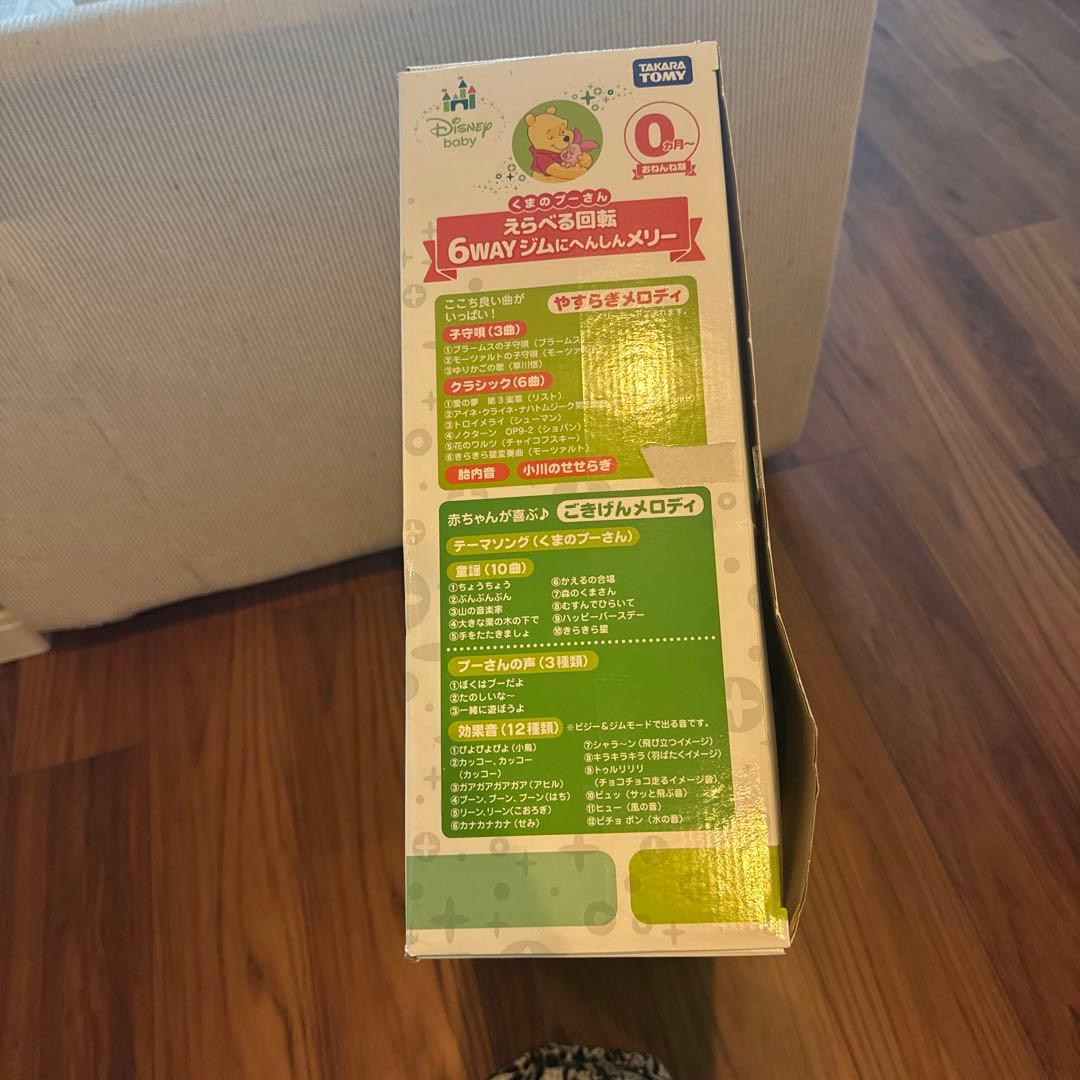 TAKARA
TOMY
Disney
baby
0ヵ月～
おねんね期
くまのプーさん
えらべる回転
6WAYジムにへんしんメリー
ここち良い曲が
いっぱい！
やすらぎメロディ
れます。
子守唄（3曲）
①ブラームスの子守唄（ブラームス
②モーツァルトの子守唄（モーツァ
③ゆりかごの歌（草川信）
クラシック（6曲）
①愛の夢 第3楽章（リスト）
②アイネ・クライネ・ナハトムジーク第2
③トロイメライ（シューマン）
④ノクターン OP9-2（ショパン）
⑤花のワルツ（チャイコフスキー）
⑥きらきら星変奏曲（モーツァルト）
胎内音
小川のせせらぎ
赤ちゃんが喜ぶ♪
ごきげんメロディ
テーマソング（くまのプーさん）
童謡（10曲）
①ちょうちょう
②ぶんぶんぶん
③山の音楽家
④大きな栗の木の下で
⑤手をたたきましょ
⑥かえるの合唱
⑦森のくまさん
⑧むすんでひらいて
⑨ハッピーバースデー
⑩きらきら星
プーさんの声（3種類）
①ぼくはプーだよ
②たのしいな～
③一緒に遊ぼうよ
効果音（12種類）
※ビジー＆ジムモードで出る音です。
①ぴよぴよぴよ（小鳥）
②カッコー、カッコー
（カッコー）
③ガアガアガアガア（アヒル）
④ブーン、ブーン、ブーン（はち）
⑤リーン、リーン（こおろぎ）
⑥カナカナカナ（せみ）
⑦シャラ～ン（飛び立つイメージ）
⑧キラキラキラ（羽ばたくイメージ）
⑨トゥルリリリ
（チョコチョコ走るイメージ音）
⑩ピュッ（サッと飛ぶ音）
⑪ヒュー（風の音）
⑫ピチョ ポン（水の音）